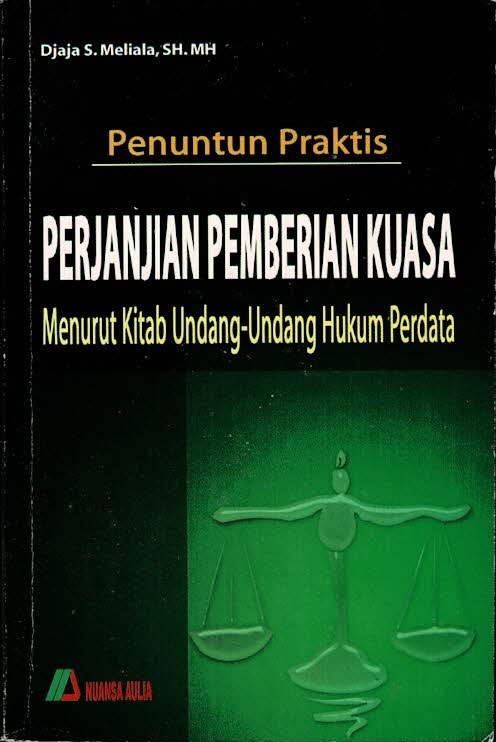 Djaja S. Meliala, SH. MH
Penuntun Praktis
PERJANJIAN PEMBERIAN KUASA
Menurut Kitab Undang-Undang Hukum Perdata
NUANSA AULIA